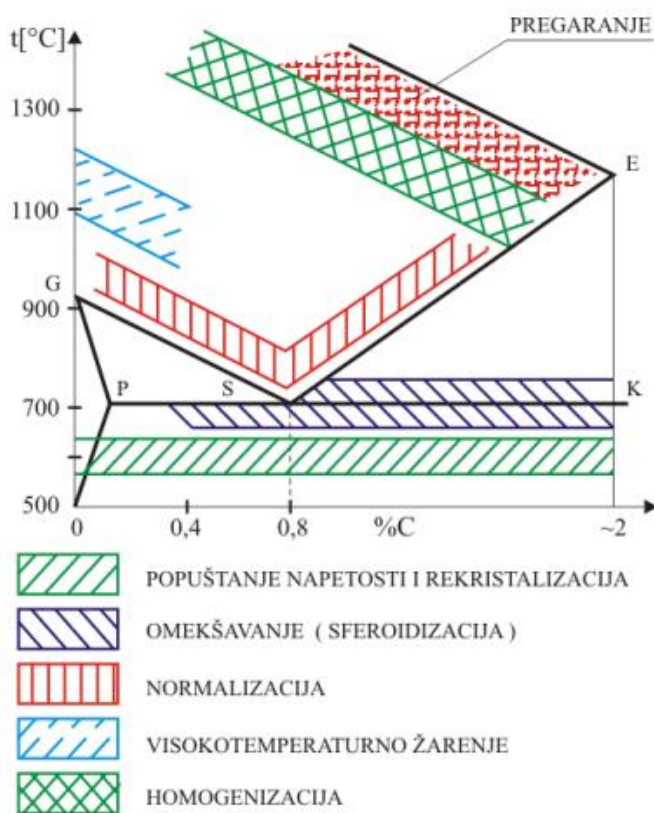 PREGARANJE
t[°C]
1300
E
1100
G
900
P
S
K
700
500
0
0,4
0,8
%C
~2
POPUŠTANJE NAPETOSTI I REKRISTALIZACIJA
OMEKŠAVANJE ( SFEROIDIZACIJA )
NORMALIZACIJA
VISOKOTEMPERATURNO ŽARENJE
HOMOGENIZACIJA